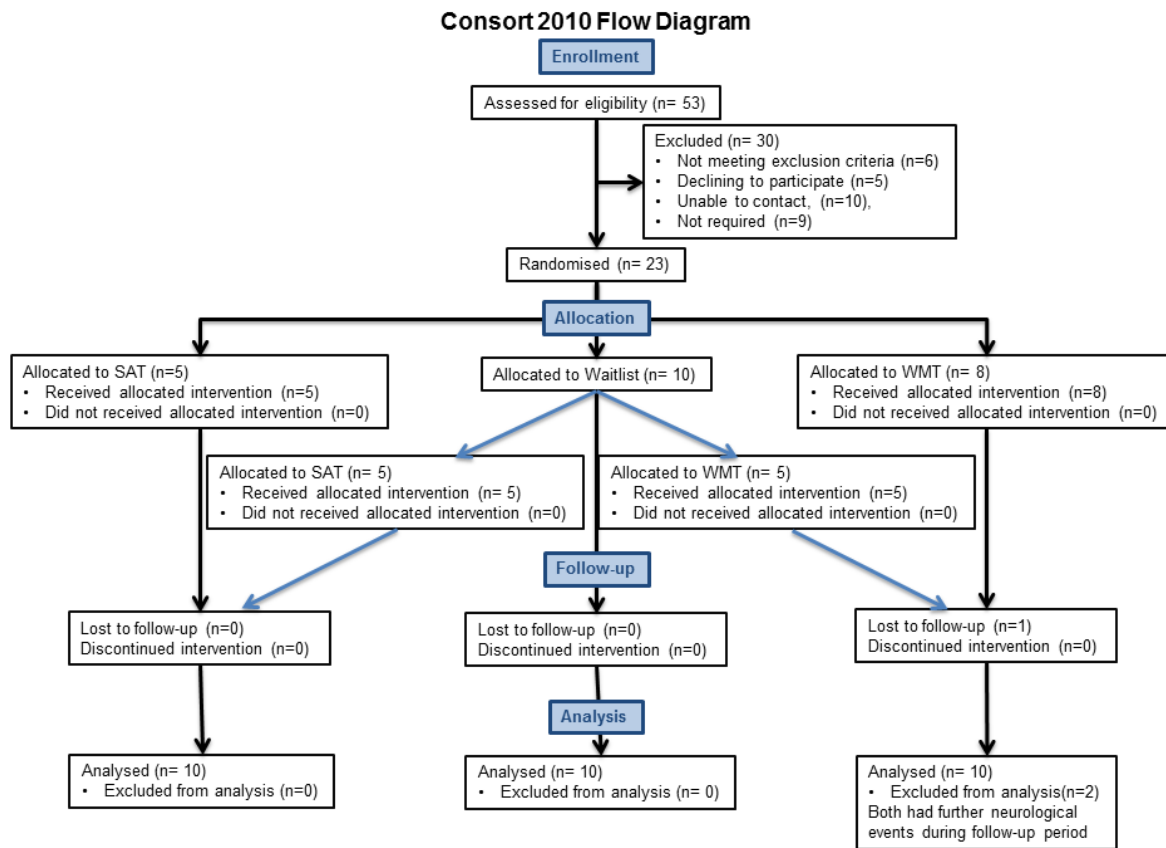 Consort 2010 Flow Diagram
Enrollment
Assessed for eligibility (n= 53)
Excluded (n= 30)
• Not meeting exclusion criteria (n=6)
• Declining to participate (n=5)
• Unable to contact, (n=10),
• Not required (n=9)
Randomised (n= 23)
Allocation
Allocated to SAT (n=5)
• Received allocated intervention (n=5)
• Did not received allocated intervention (n=0)
Allocated to Waitlist (n= 10)
Allocated to WMT (n= 8)
• Received allocated intervention (n=8)
• Did not received allocated intervention (n=0)
Allocated to SAT (n= 5)
• Received allocated intervention (n= 5)
• Did not received allocated intervention (n=0)
Allocated to WMT (n= 5)
• Received allocated intervention (n=5)
• Did not received allocated intervention (n=0)
Follow-up
Lost to follow-up (n=0)
Discontinued intervention (n=0)
Lost to follow-up (n=0)
Discontinued intervention (n=0)
Lost to follow-up (n=1)
Discontinued intervention (n=0)
Analysis
Analysed (n= 10)
• Excluded from analysis (n=0)
Analysed (n= 10)
• Excluded from analysis (n= 0)
Analysed (n= 10)
• Excluded from analysis(n=2)
Both had further neurological
events during follow-up period